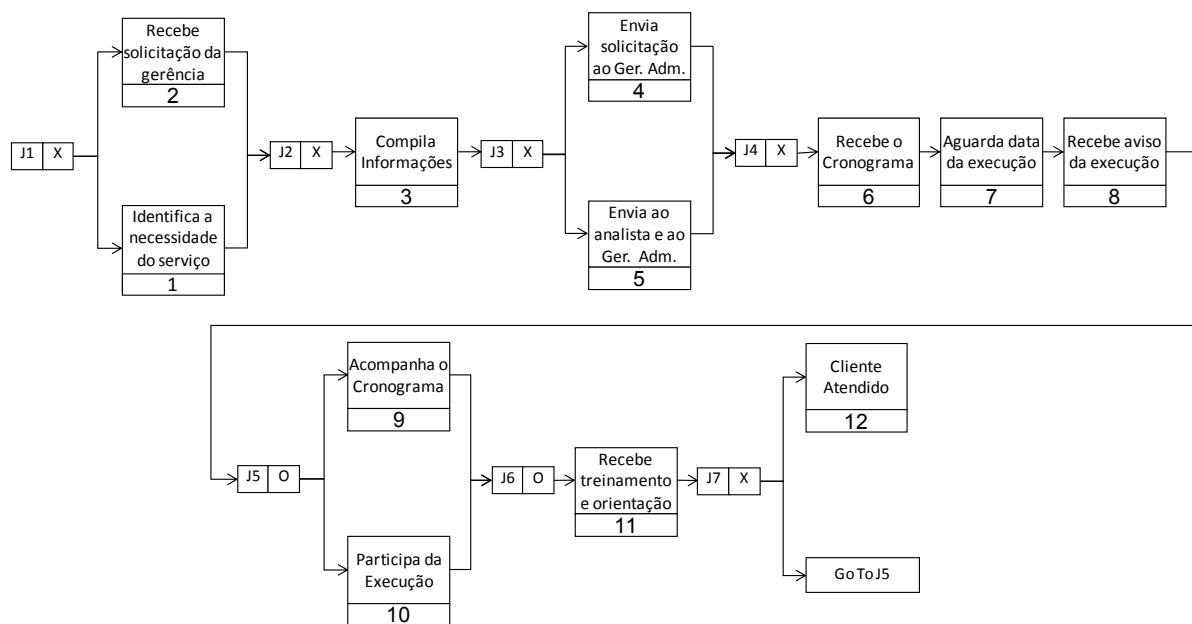 Recebe
solicitação da
gerência
2
J1 X
Identifica a
necessidade
do serviço
1
J2 X
Compila
Informações
3
J3 X
Envia
solicitação
ao Ger. Adm.
4
Envia ao
analista e ao
Ger. Adm.
5
J4 X
Recebe o
Cronograma
6
Aguarda data
da execução
7
Recebe aviso
da execução
8
J5 O
Acompanha o
Cronograma
9
Participa da
Execução
10
J6 O
Recebe
treinamento
e orientação
11
J7 X
Cliente
Atendido
12
Go To J5